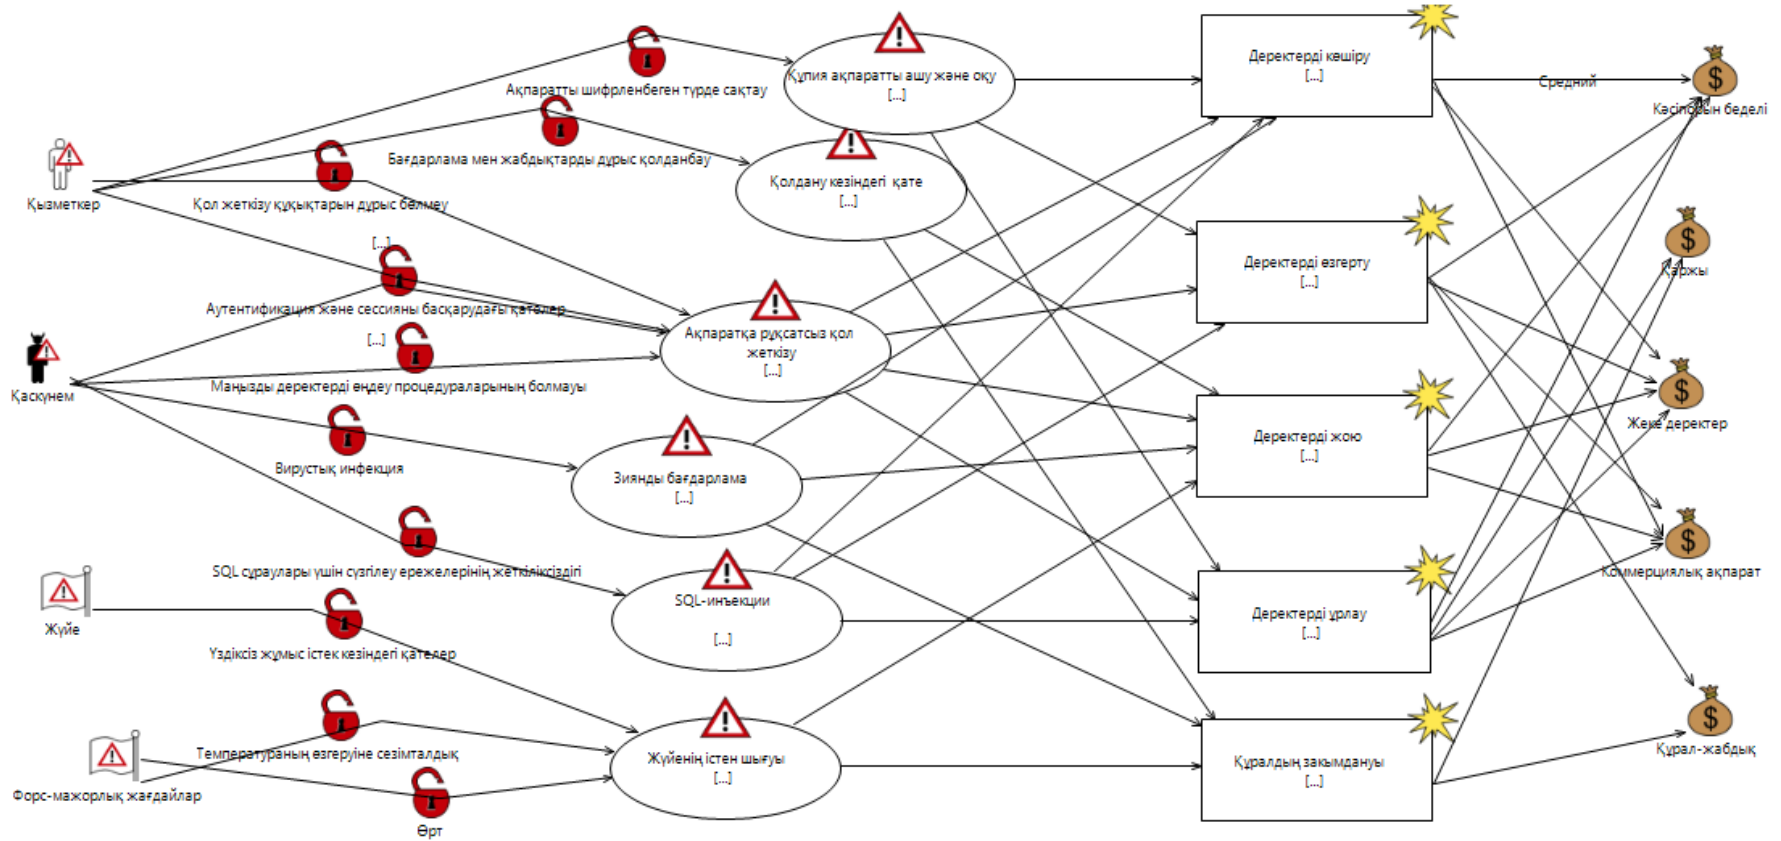 Қызметкер
Қаскүнем
Жүйе
Форс-мажорлық жағдайлар
Ақпаратты шифрленбеген түрде сақтау
Бағдарлама мен жабдықтарды дұрыс қолданбау
Қол жеткізу құқықтарын дұрыс бөлмеу
[...]
Аутентификация және сессияны басқарудағы қателер
[...]
Маңызды деректерді өңдеу процедураларының болмауы
Вирустық инфекция
SQL сұраулары үшін сүзгілеу ережелерінің жеткіліксіздігі
Үздіксіз жұмыс істек кезіндегі қателер
Температураның өзгеруіне сезімталдық
Өрт
Құпия ақпаратты ашу және оқу
[...]
Қолдану кезіндегі қате
[...]
Ақпаратқа рұқсатсыз қол
жеткізу
[...]
Зиянды бағдарлама
[...]
SQL-инъекции
[...]
Жүйенің істен шығуы
[...]
Деректерді көшіру
[...]
Деректерді өзгерту
[...]
Деректерді жою
[...]
Деректерді ұрлау
[...]
Құралдың закымдануы
[...]
Средний
Кәсіпорын беделі
Қаржы
Жеке деректер
Коммерциялық ақпарат
Құрал-жабдық